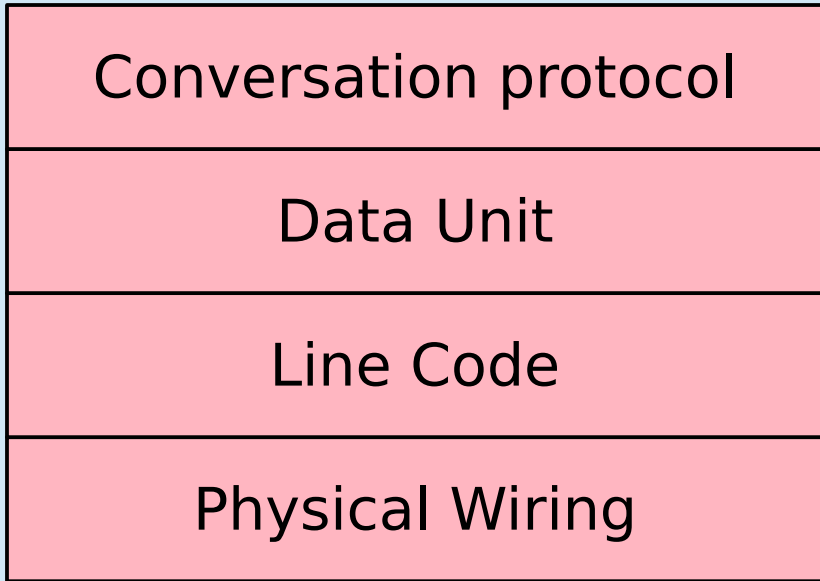 Conversation protocol
Data Unit
Line Code
Physical Wiring